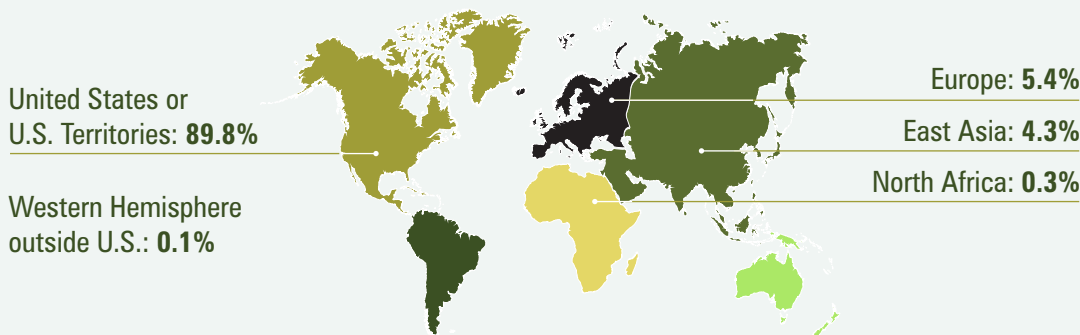 United States or
U.S. Territories: 89.8%
Western Hemisphere
outside U.S.: 0.1%
Europe: 5.4%
East Asia: 4.3%
North Africa: 0.3%